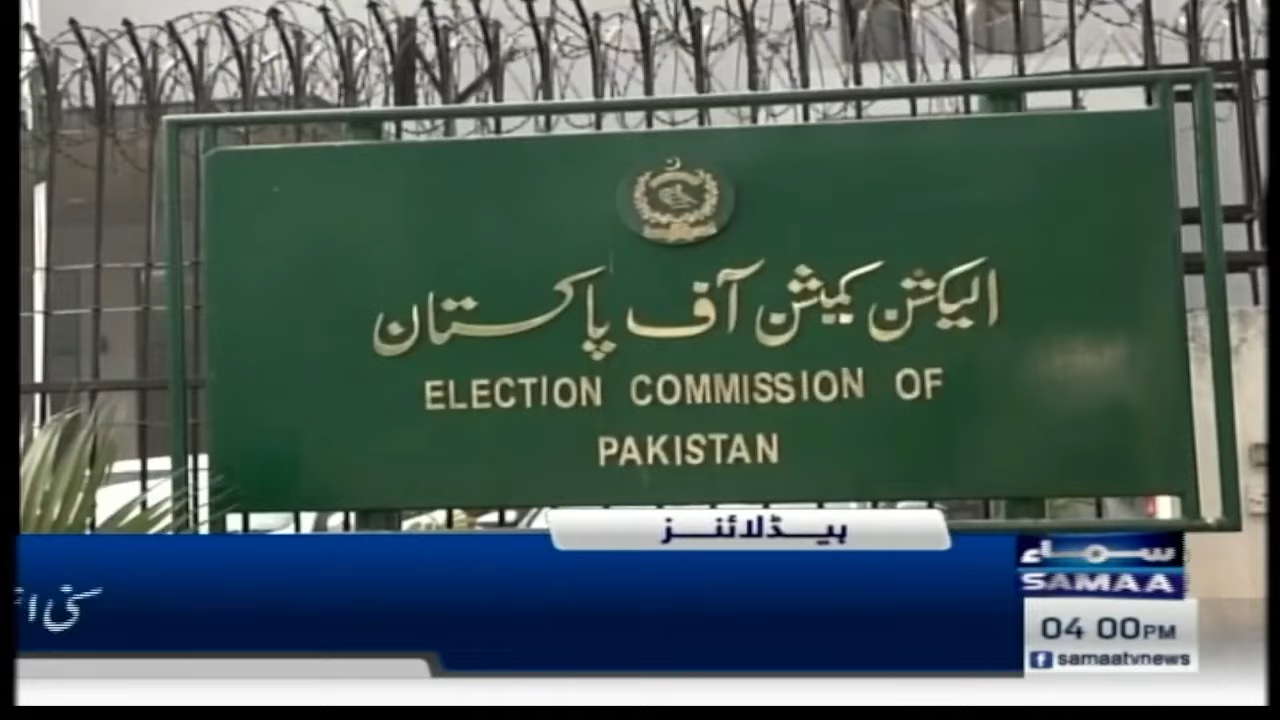 الیکشن کمیشن آف پاکستان
ELECTION COMMISSION OF
PAKISTAN
ہیڈلائنز
سماء
SAMAA
04 00PM
samaatvnews